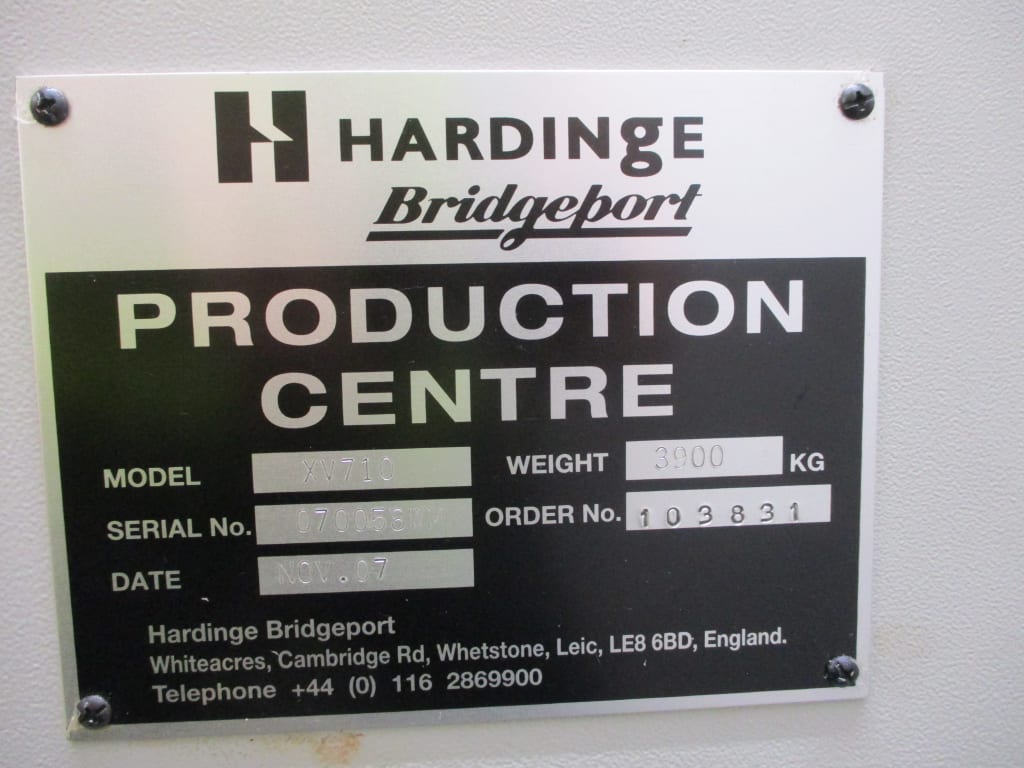 HARDINgE
Bridgeport
PRODUCTION
CENTRE
MODEL XV710 WEIGHT 3900 KG
SERIAL No. ORDER No. 103831
DATE NOV.07
Hardinge Bridgeport
Whiteacres, Cambridge Rd, Whetstone, Leic, LE8 6BD, England.
Telephone +44 (0) 116 2869900